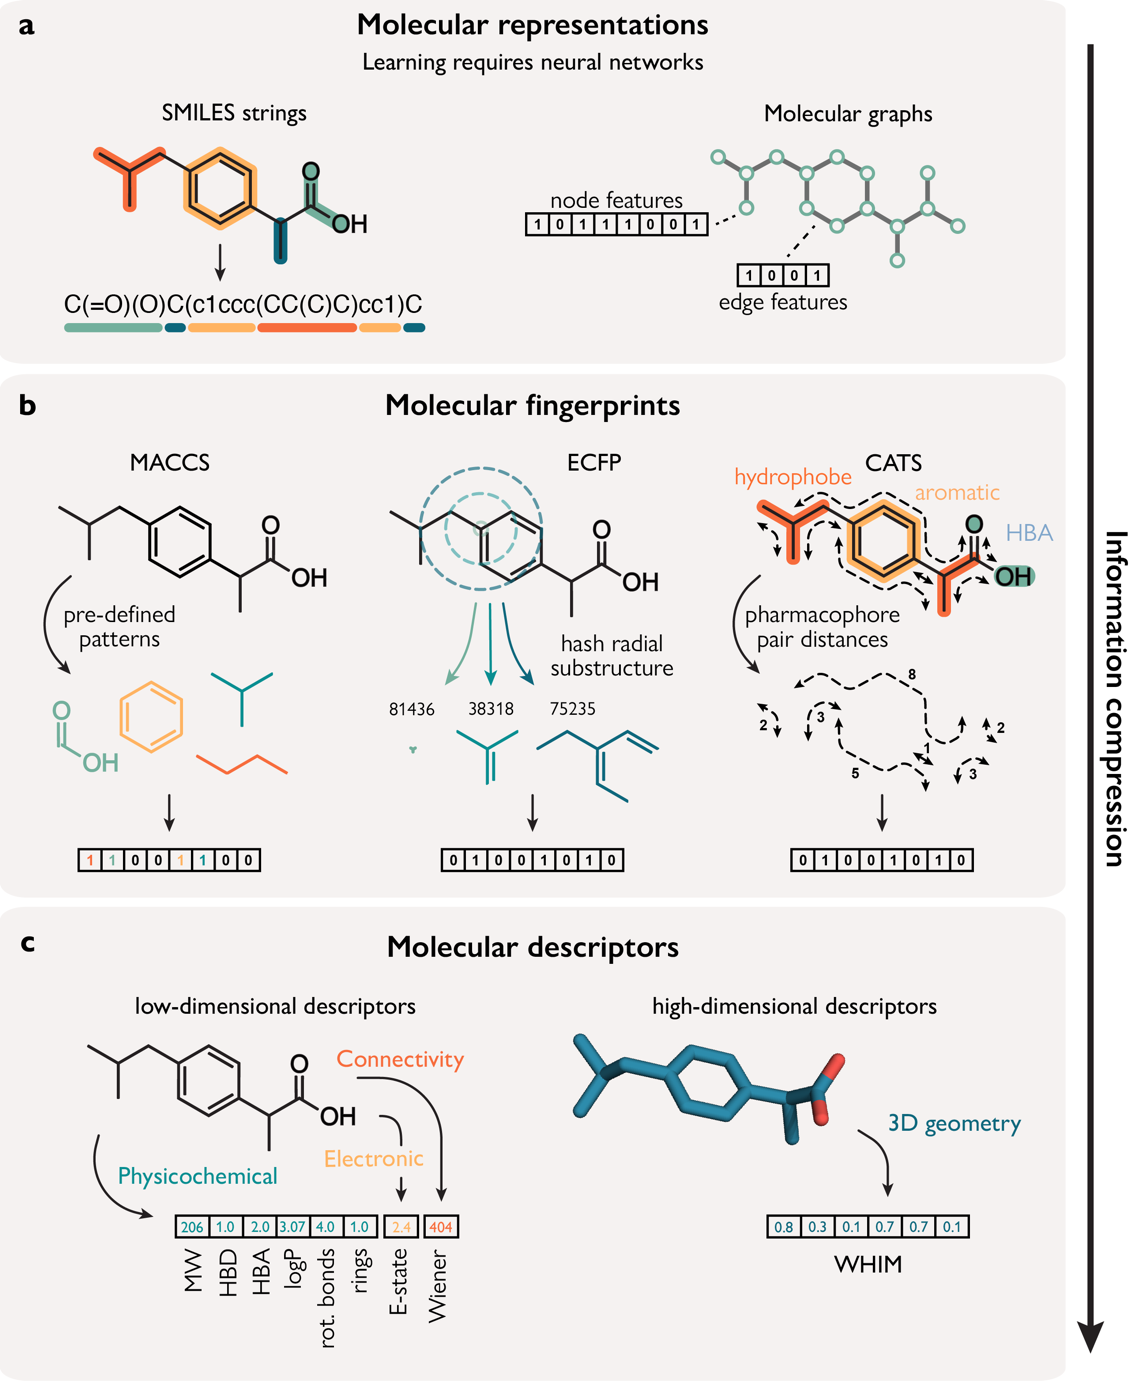 a
Molecular representations
Learning requires neural networks
SMILES strings
O
OH
C(=O)(O)C(c1ccc(CC(C)C)cc1)C
Molecular graphs
node features
1 0 1 1 1 0 0 1
1 0 0 1
edge features
b
Molecular fingerprints
MACCS
O
OH
pre-defined
patterns
O
OH
1 1 0 0 1 1 0 0
ECFP
O
OH
hash radial
substructure
81436 38318 75235
0 1 0 0 1 0 1 0
CATS
hydrophobe
aromatic
HBA
O
OH
pharmacophore
pair distances
8
2
3
1
2
5
3
0 1 0 0 1 0 1 0
c
Molecular descriptors
low-dimensional descriptors
O
OH
Connectivity
Electronic
Physicochemical
206 1.0 2.0 3.07 4.0 1.0 2.4 404
MW
HBD
HBA
logP
rot. bonds
rings
E-state
Wiener
high-dimensional descriptors
3D geometry
0.8 0.3 0.1 0.7 0.7 0.1
WHIM
Information compression